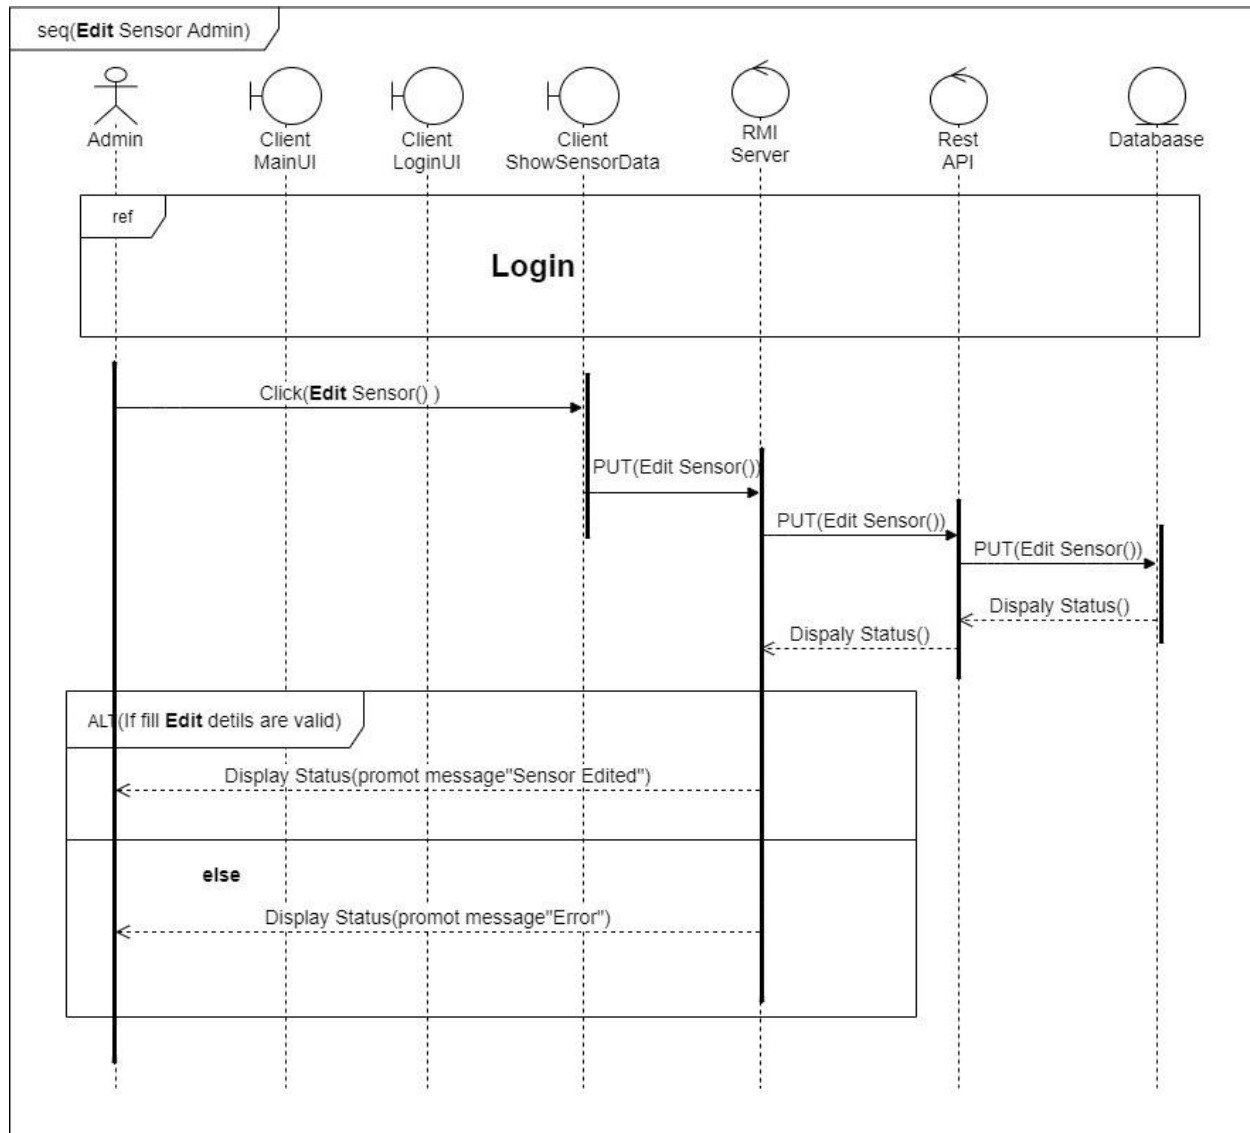 seq(Edit Sensor Admin)
Admin
Client
MainUI
Client
LoginUI
Client
ShowSensorData
RMI
Server
Rest
API
Databaase
ref
Login
Click(Edit Sensor() )
PUT(Edit Sensor())
PUT(Edit Sensor())
PUT(Edit Sensor())
Dispaly Status()
Dispaly Status()
ALT(If fill Edit detils are valid)
Display Status(promot message"Sensor Edited")
else
Display Status(promot message"Error")